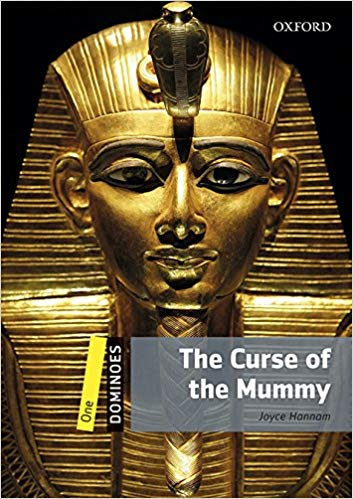 OXFORD
The Curse of
the Mummy
Joyce Hannam
One
DOMINOES